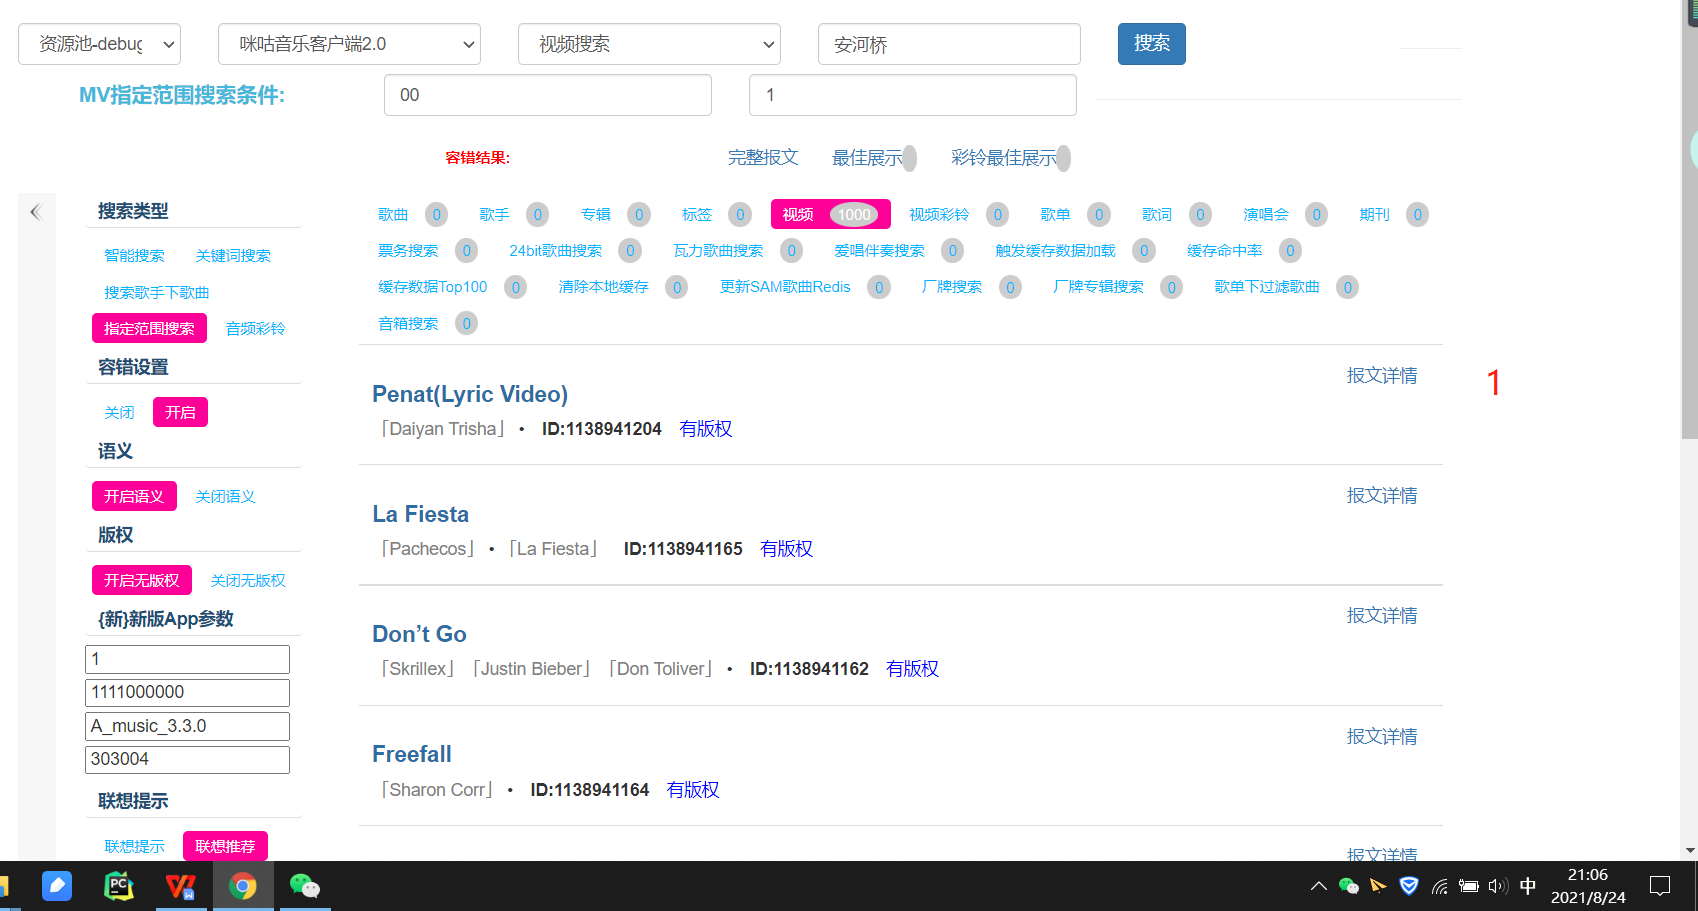 资源池-debug 咪咕音乐客户端2.0 视频搜索 安河桥 搜索
MV指定范围搜索条件: 00 1
容错结果: 完整报文 最佳展示 彩铃最佳展示
搜索类型
智能搜索 关键词搜索
搜索歌手下歌曲
指定范围搜索 音频彩铃
容错设置
关闭 开启
语义
开启语义 关闭语义
版权
开启无版权 关闭无版权
{新}新版App参数
1
1111000000
A_music_3.3.0
303004
联想提示
联想提示 联想推荐
歌曲 0 歌手 0 专辑 0 标签 0 视频 1000 视频彩铃 0 歌单 0 歌词 0 演唱会 0 期刊 0
票务搜索 0 24bit歌曲搜索 0 瓦力歌曲搜索 0 爱唱伴奏搜索 0 触发缓存数据加载 0 缓存命中率 0
缓存数据Top100 0 清除本地缓存 0 更新SAM歌曲Redis 0 厂牌搜索 0 厂牌专辑搜索 0 歌单下过滤歌曲 0
音箱搜索 0
报文详情
1
Penat(Lyric Video)
「Daiyan Trisha」 • ID:1138941204 有版权
报文详情
La Fiesta
「Pachecos」 • 「La Fiesta」 ID:1138941165 有版权
报文详情
Don’t Go
「Skrillex」 「Justin Bieber」 「Don Toliver」 • ID:1138941162 有版权
报文详情
Freefall
「Sharon Corr」 • ID:1138941164 有版权
报文详情
中
21:06
2021/8/24